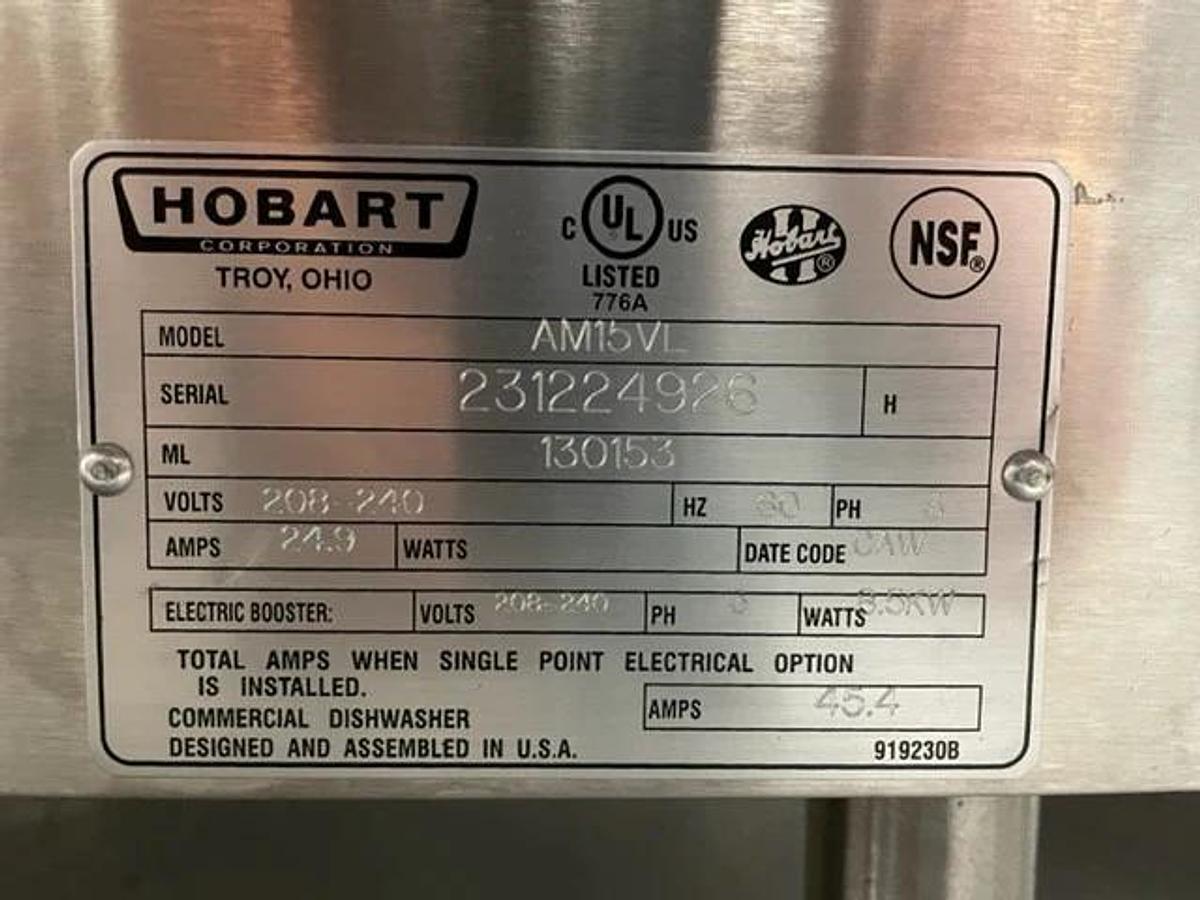 HOBART
CORPORATION
TROY, OHIO
C UL US
LISTED
776A
Hobart ®
NSF®
MODEL AM15VL
SERIAL 231224926 H
ML 130153
VOLTS 208-240 HZ 60 PH 3
AMPS 24.9 WATTS DATE CODE
ELECTRIC BOOSTER: VOLTS 208-240 PH 3 WATTS 8.5KW
TOTAL AMPS WHEN SINGLE POINT ELECTRICAL OPTION
IS INSTALLED.
AMPS 45.4
COMMERCIAL DISHWASHER
DESIGNED AND ASSEMBLED IN U.S.A.
919230B